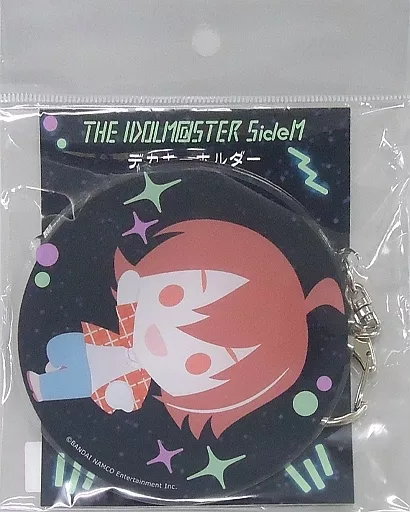 THE IDOLM@STER SideM
デカキーホルダー
©BANDAI NAMCO Entertainment Inc.